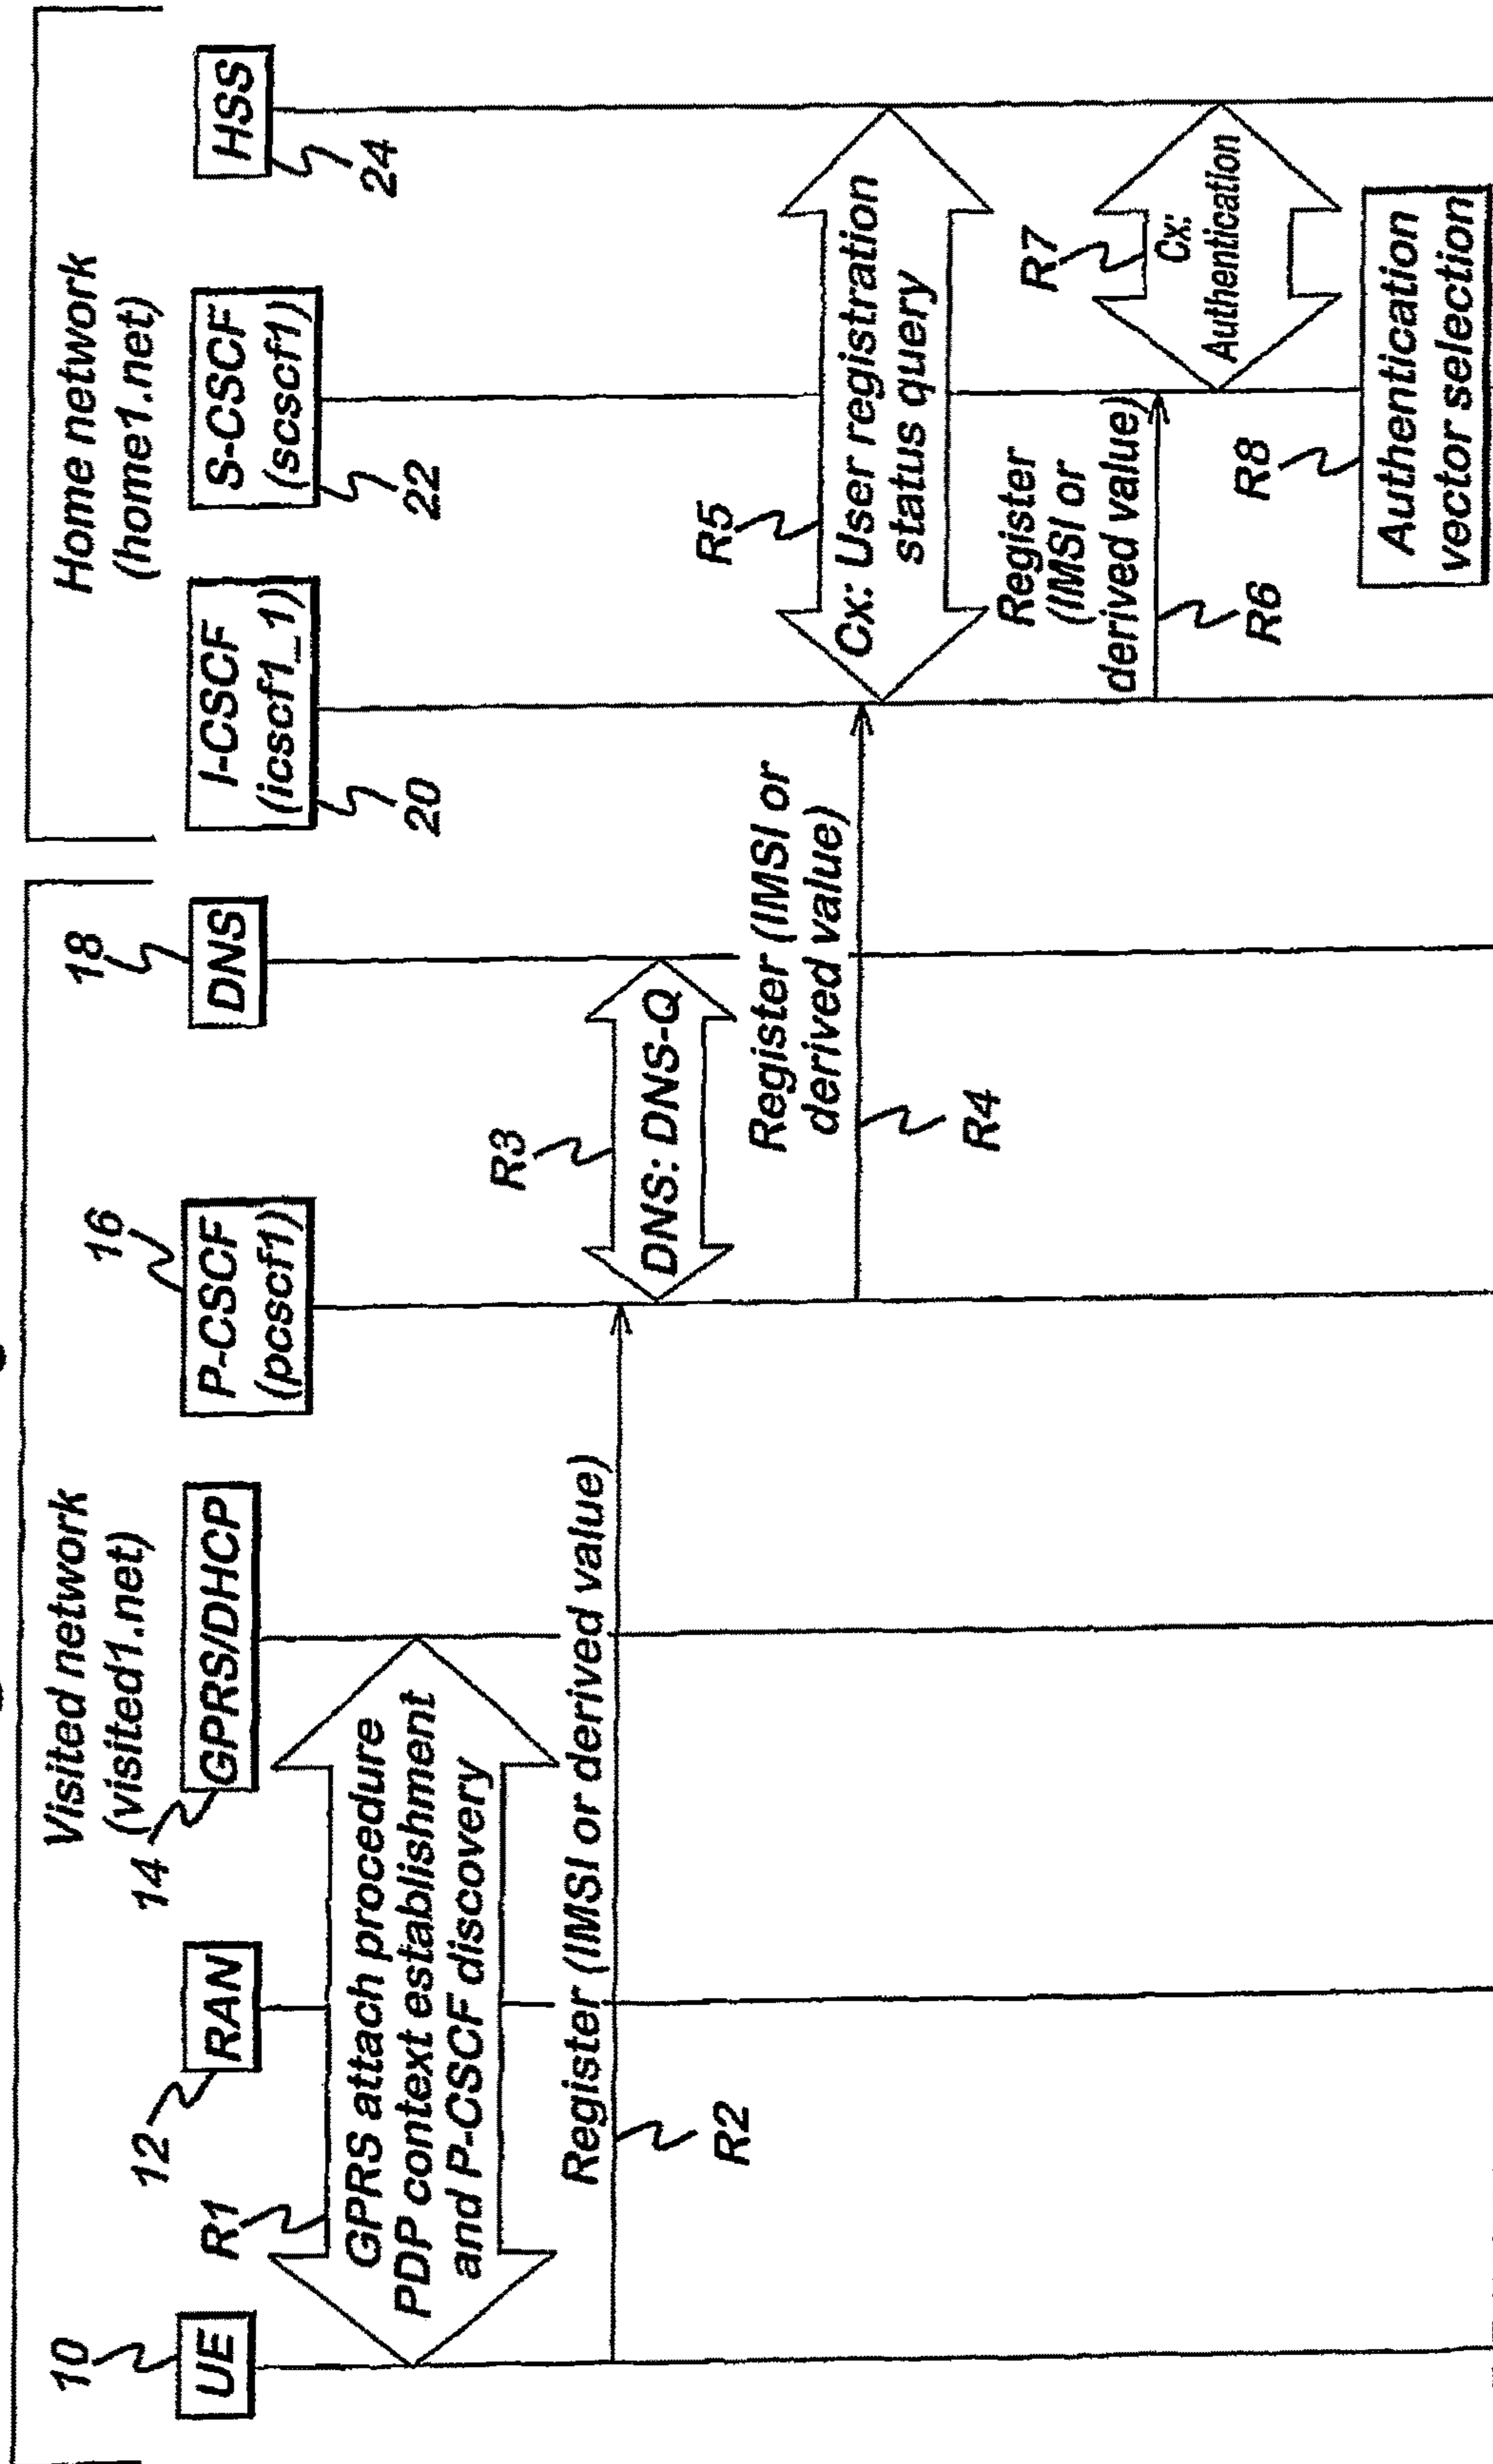 Visited network
(visited1.net)
Home network
(home1.net)
10
UE
12
RAN
14
GPRS/DHCP
16
P-CSCF
(pcscf1)
18
DNS
I-CSCF
(icscf1_1)
20
S-CSCF
(scscf1)
22
HSS
24
R1
GPRS attach procedure
PDP context establishment
and P-CSCF discovery
Register (IMSI or derived value)
R2
R3
DNS: DNS-Q
Register (IMSI or
derived value)
R4
R5
Cx: User registration
status query
Register
(IMSI or
derived value)
R6
R7
Cx:
Authentication
R8
Authentication
vector selection